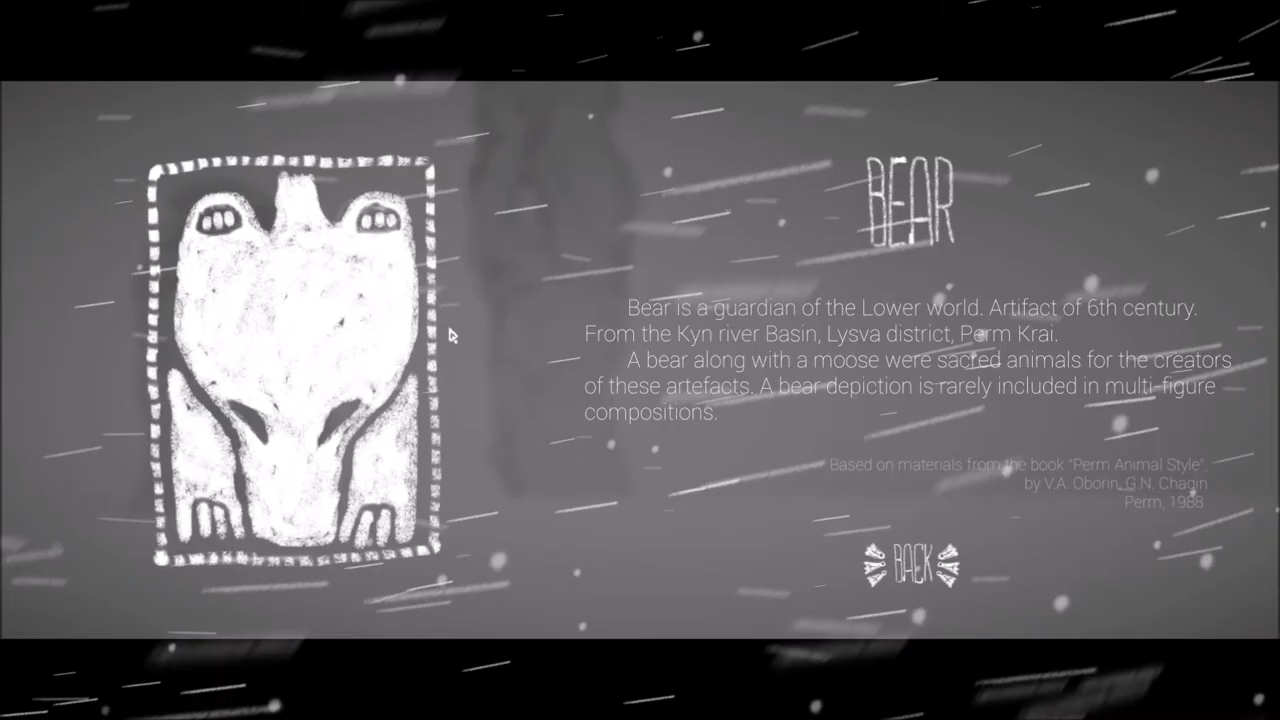 BEAR
Bear is a guardian of the Lower world. Artifact of 6th century.
From the Kyn river Basin, Lysva district, Perm Krai.
A bear along with a moose were sacred animals for the creators
of these artefacts. A bear depiction is rarely included in multi-figure
compositions.
Based on materials from the book "Perm Animal Style",
by V.A. Oborin, G.N. Chagin
Perm, 1988
BACK